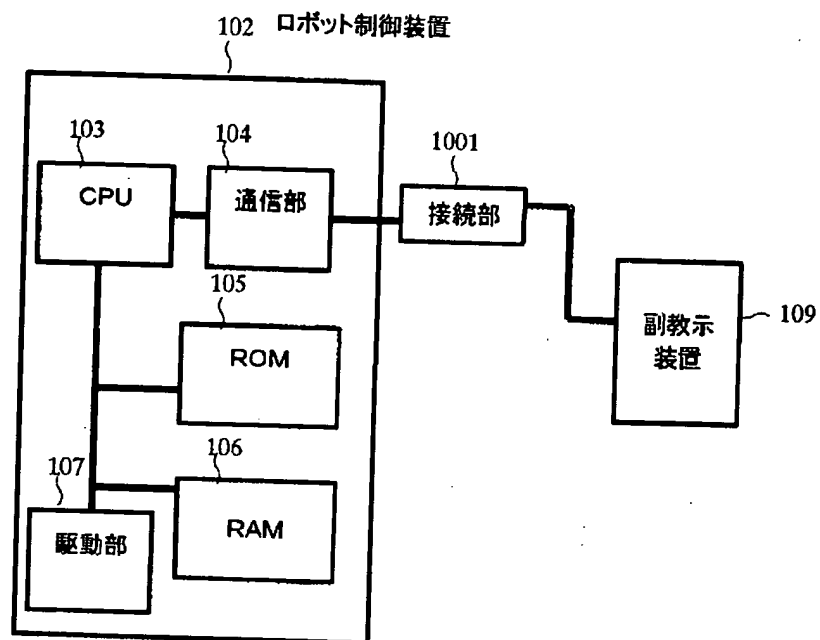 102 ロボット制御装置
103
104
1001
CPU
通信部
接続部
105
副教示
装置
109
ROM
106
107
RAM
駆動部